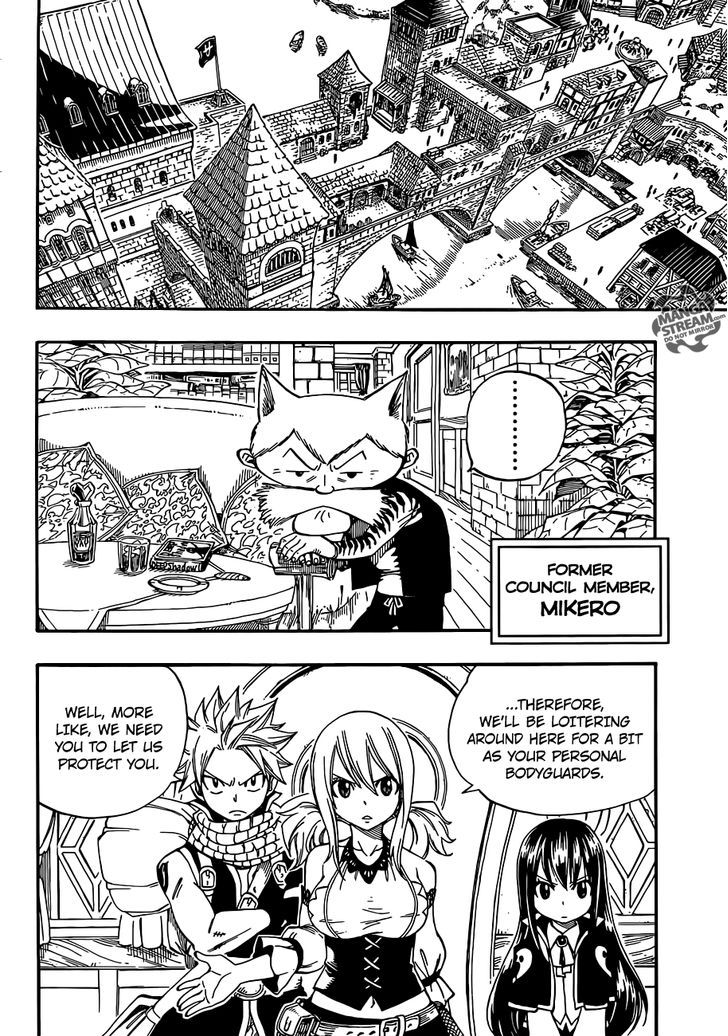 MANGA
STREAM.com
DO NOT MIRROR!
..........
FORMER
COUNCIL MEMBER,
MIKERO
...THEREFORE,
WE'LL BE LOITERING
AROUND HERE FOR A BIT
AS YOUR PERSONAL
BODYGUARDS.
WELL, MORE
LIKE, WE NEED
YOU TO LET US
PROTECT YOU.